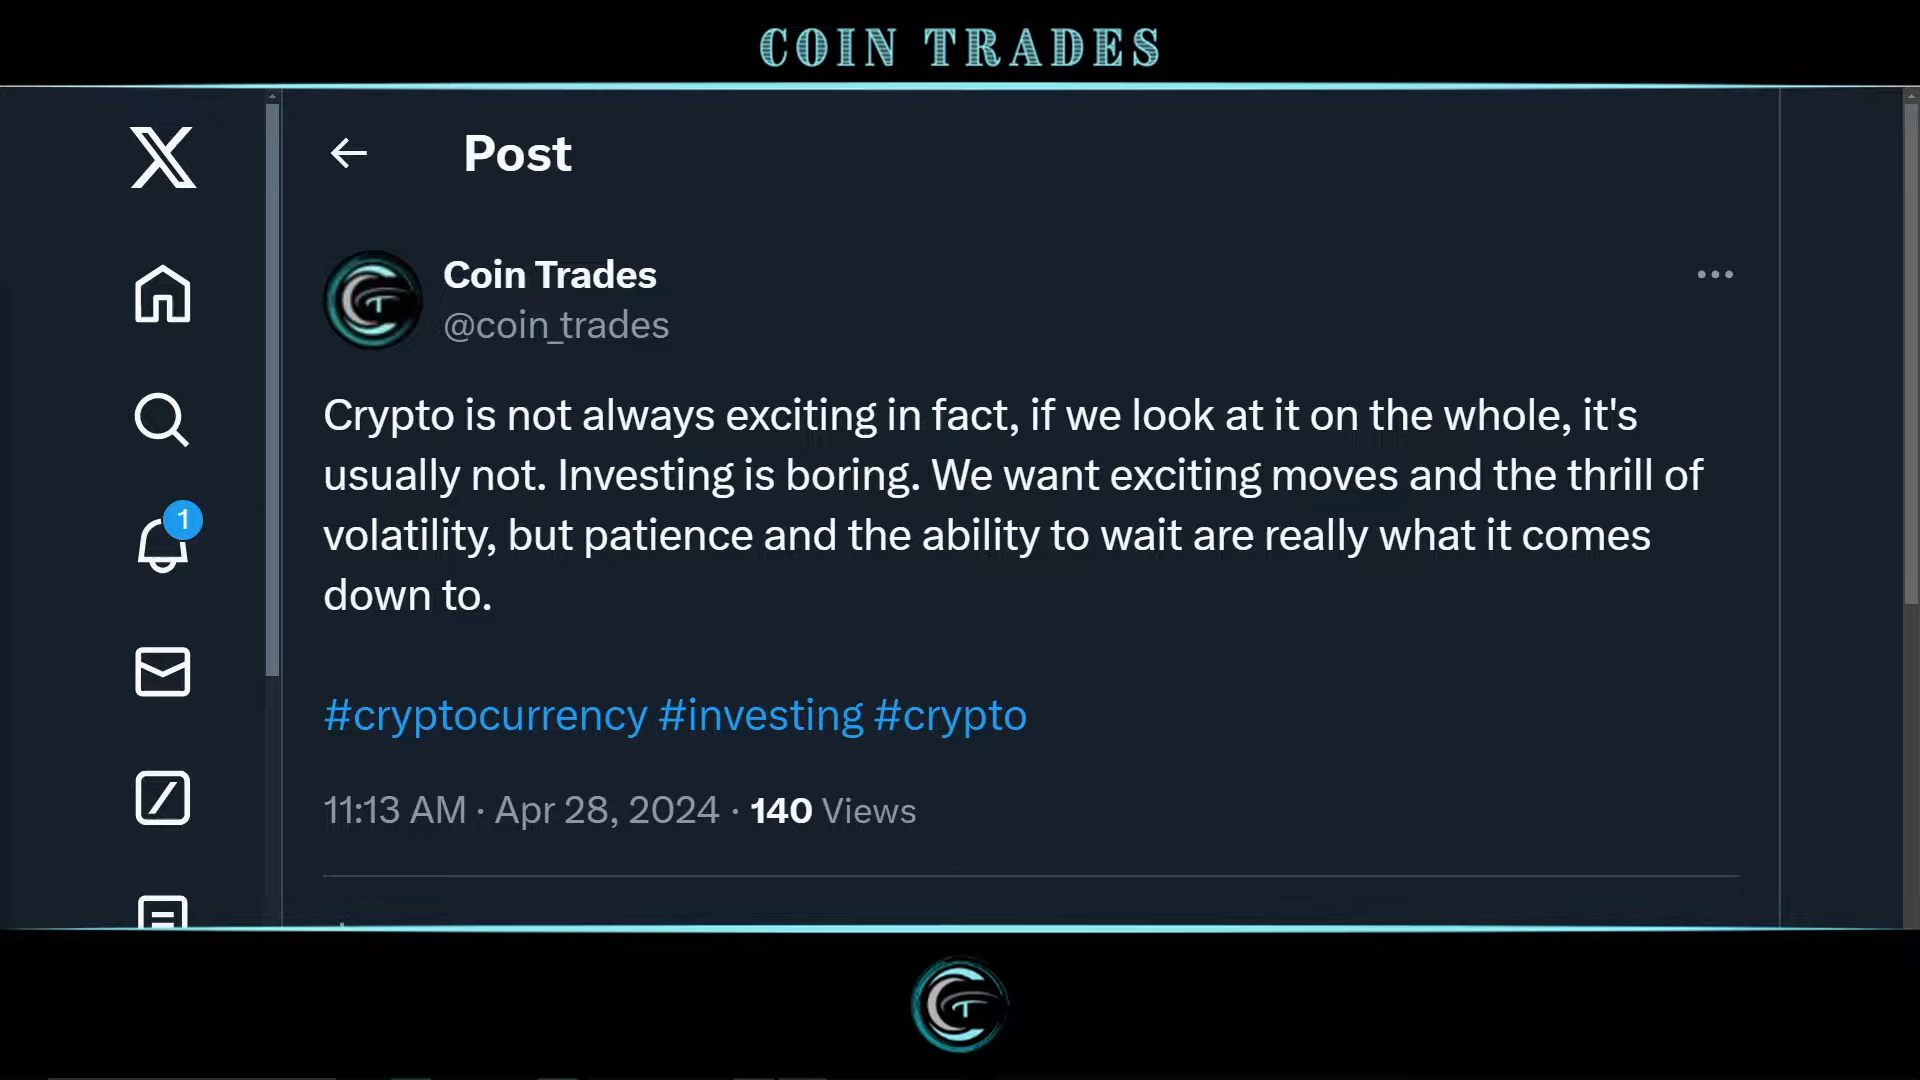 COIN TRADES
Post
Coin Trades
@coin_trades
Crypto is not always exciting in fact, if we look at it on the whole, it's
usually not. Investing is boring. We want exciting moves and the thrill of
volatility, but patience and the ability to wait are really what it comes
down to.
#cryptocurrency #investing #crypto
11:13 AM · Apr 28, 2024 · 140 Views
1